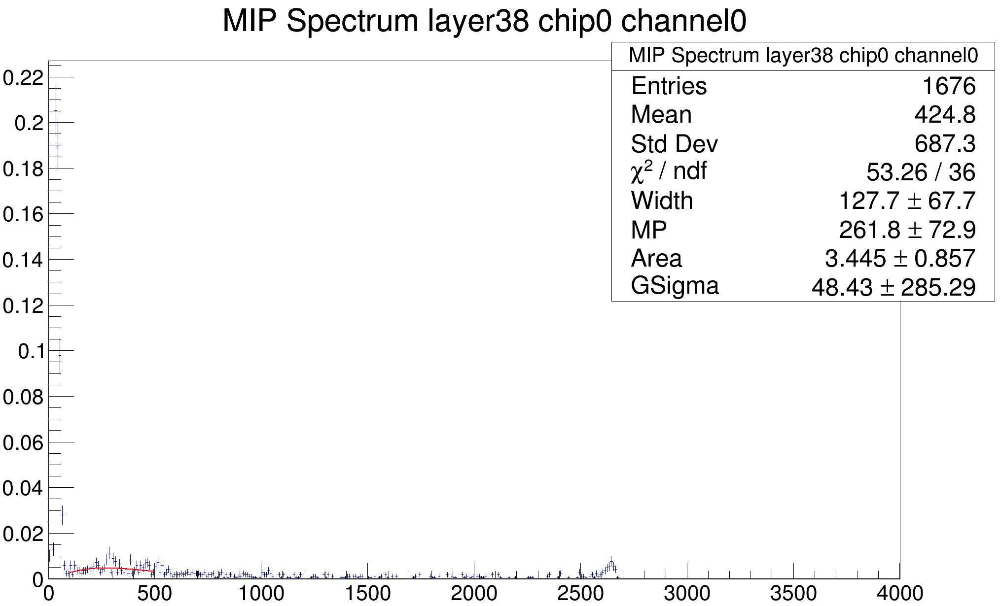 MIP Spectrum layer38 chip0 channel0
MIP Spectrum layer38 chip0 channel0
Entries 1676
Mean 424.8
Std Dev 687.3
χ² / ndf 53.26 / 36
Width 127.7 ± 67.7
MP 261.8 ± 72.9
Area 3.445 ± 0.857
GSigma 48.43 ± 285.29
0.22
0.2
0.18
0.16
0.14
0.12
0.1
0.08
0.06
0.04
0.02
0
0 500 1000 1500 2000 2500 3000 3500 4000